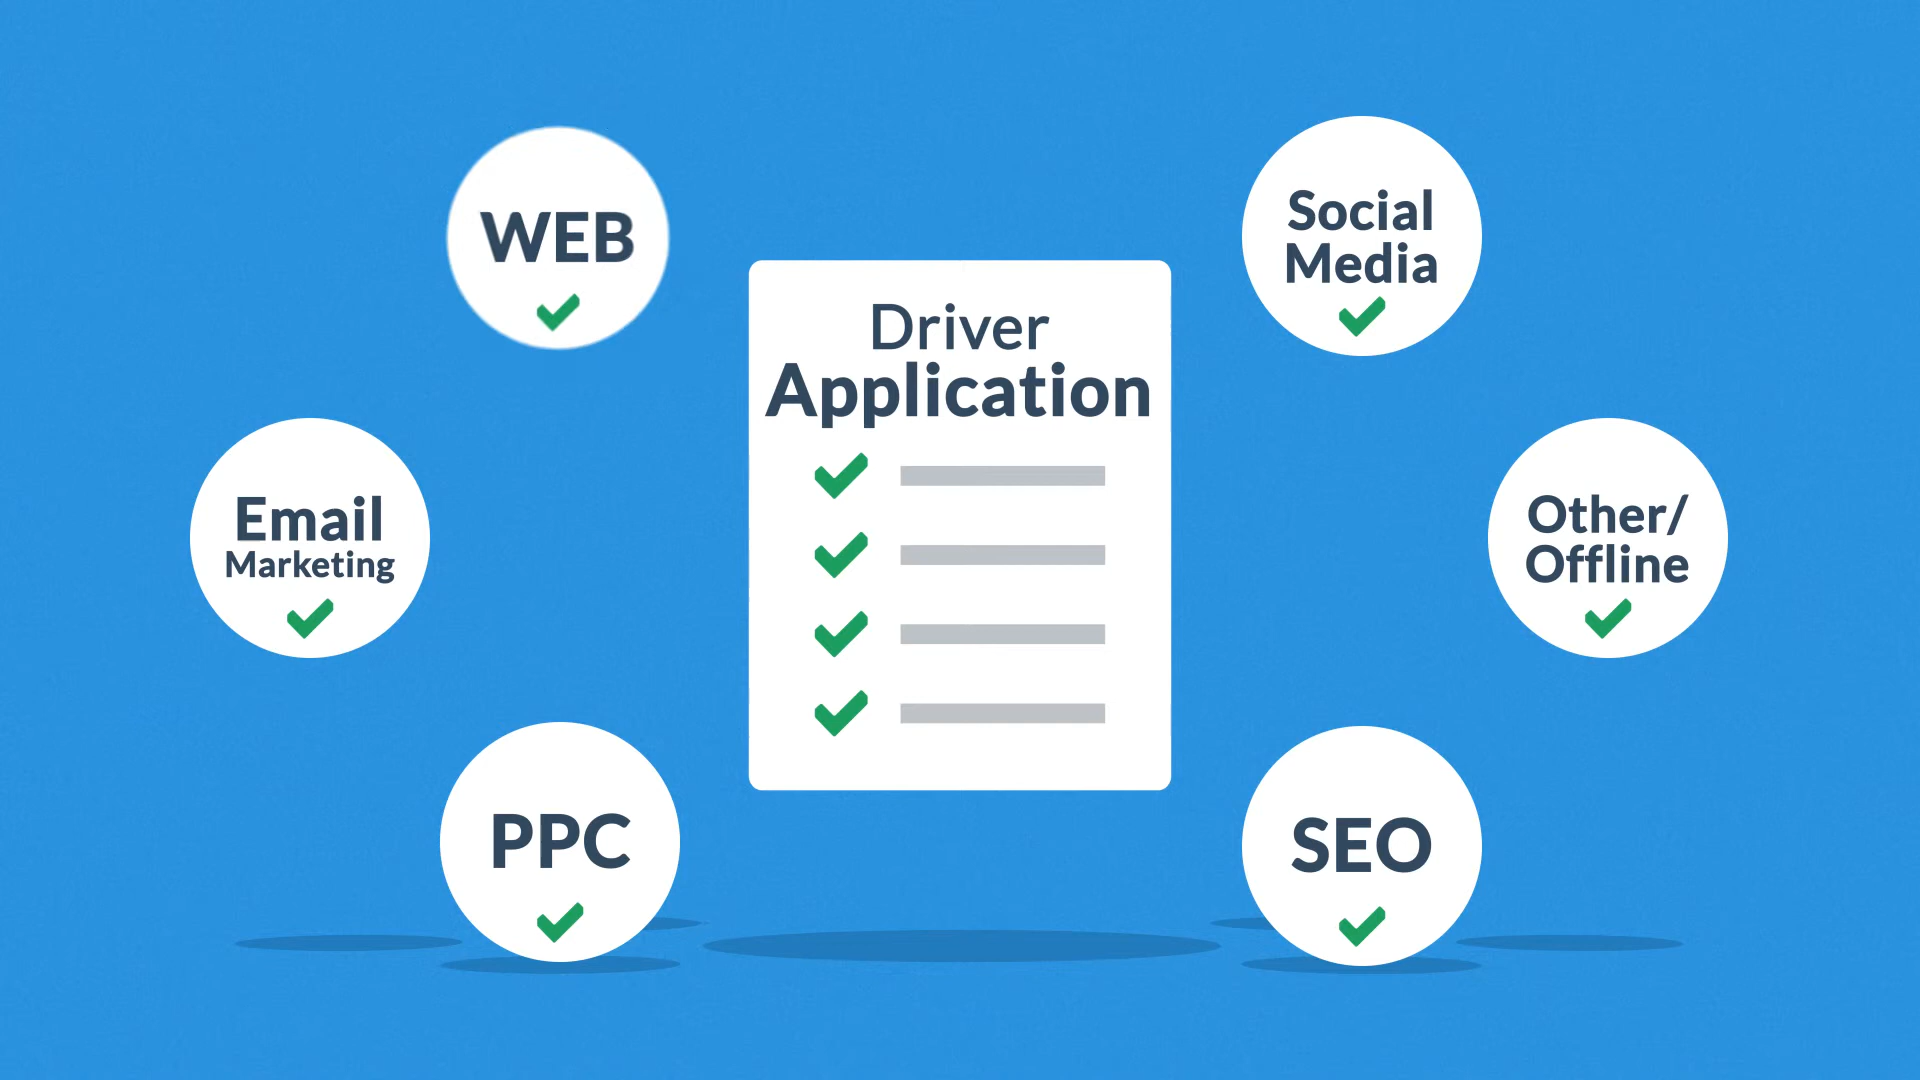 WEB
Social
Media
Driver
Application
Email
Marketing
Other/
Offline
PPC
SEO